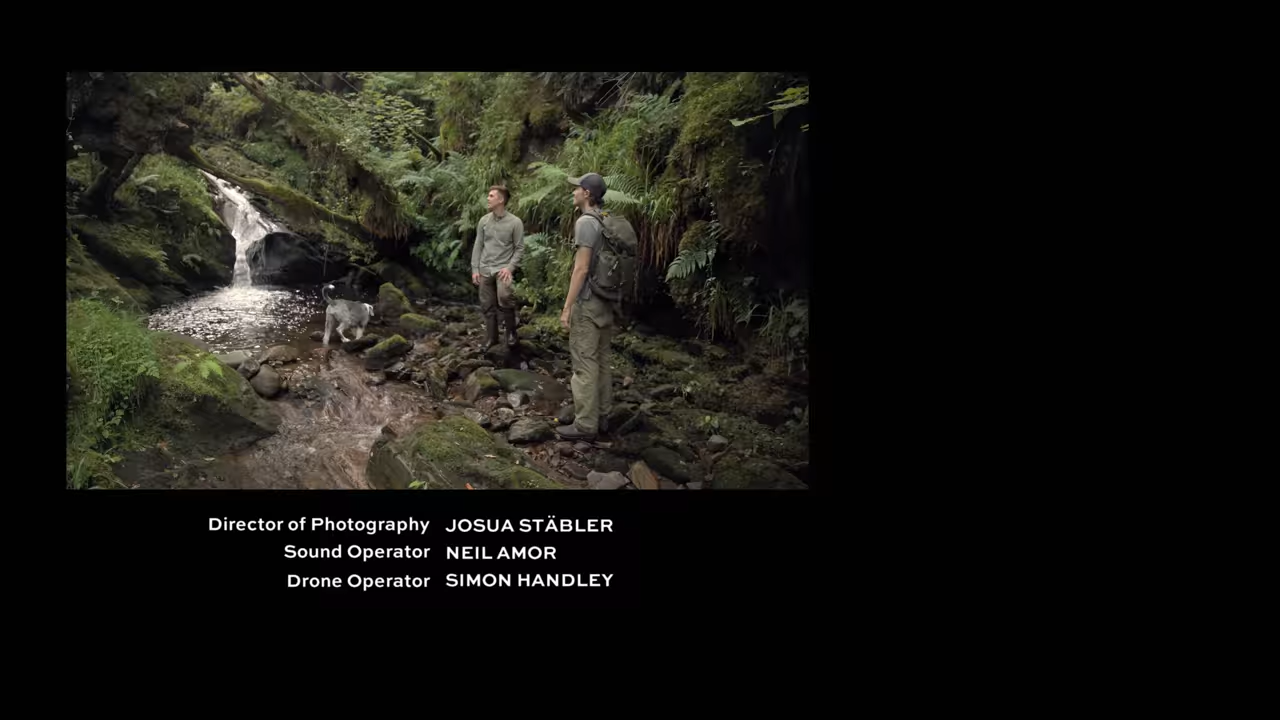 Director of Photography JOSUA STÄBLER
Sound Operator NEIL AMOR
Drone Operator SIMON HANDLEY